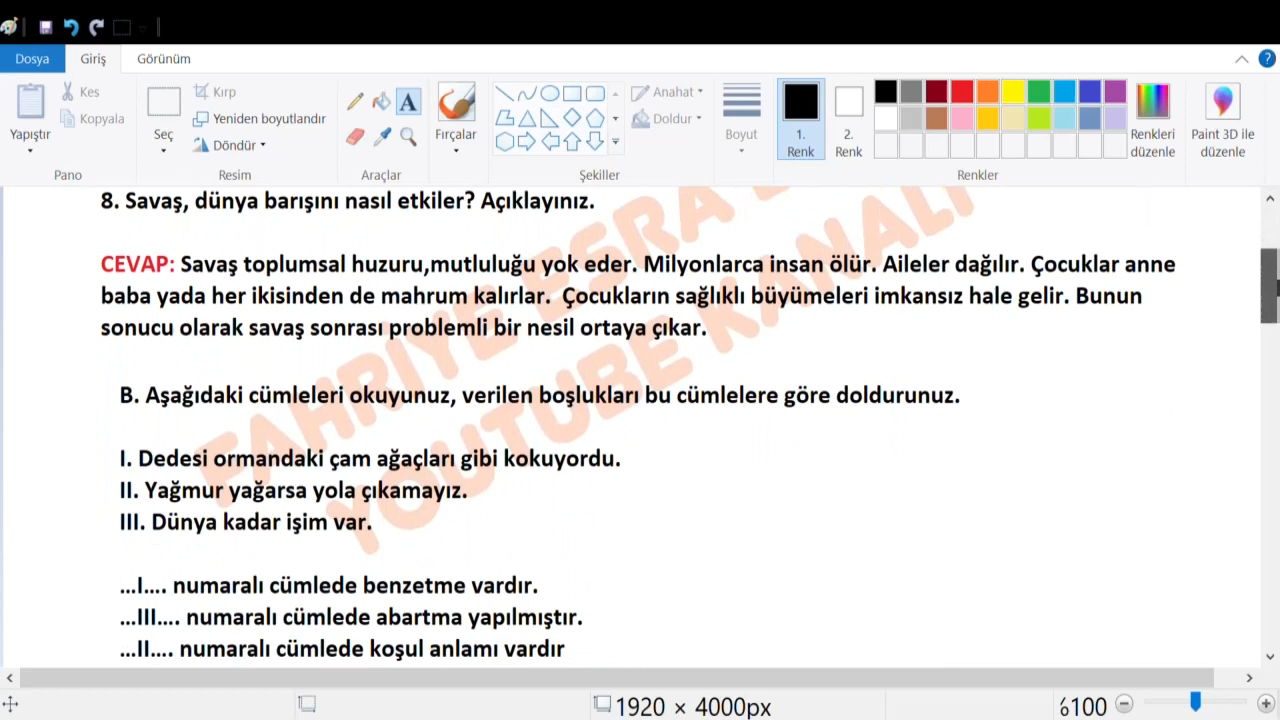 Dosya Giriş Görünüm
Yapıştır
Kes
Kopyala
Pano
Seç
Kırp
Yeniden boyutlandır
Döndür
Resim
A
Araçlar
Fırçalar
Anahat
Doldur
Şekiller
Boyut
1.
Renk
2.
Renk
Renkleri
düzenle
Paint 3D ile
düzenle
Renkler
8. Savaş, dünya barışını nasıl etkiler? Açıklayınız.
CEVAP: Savaş toplumsal huzuru,mutluluğu yok eder. Milyonlarca insan ölür. Aileler dağılır. Çocuklar anne
baba yada her ikisinden de mahrum kalırlar. Çocukların sağlıklı büyümeleri imkansız hale gelir. Bunun
sonucu olarak savaş sonrası problemli bir nesil ortaya çıkar.
B. Aşağıdaki cümleleri okuyunuz, verilen boşlukları bu cümlelere göre doldurunuz.
I. Dedesi ormandaki çam ağaçları gibi kokuyordu.
II. Yağmur yağarsa yola çıkamayız.
III. Dünya kadar işim var.
...I.... numaralı cümlede benzetme vardır.
...III.... numaralı cümlede abartma yapılmıştır.
...II.... numaralı cümlede koşul anlamı vardır
FAHRİYE ESRA
YOUTUBE KANALI
1920 × 4000px